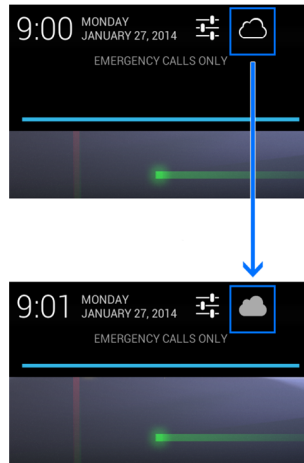 9:00 MONDAY
JANUARY 27, 2014
EMERGENCY CALLS ONLY
9:01 MONDAY
JANUARY 27, 2014
EMERGENCY CALLS ONLY